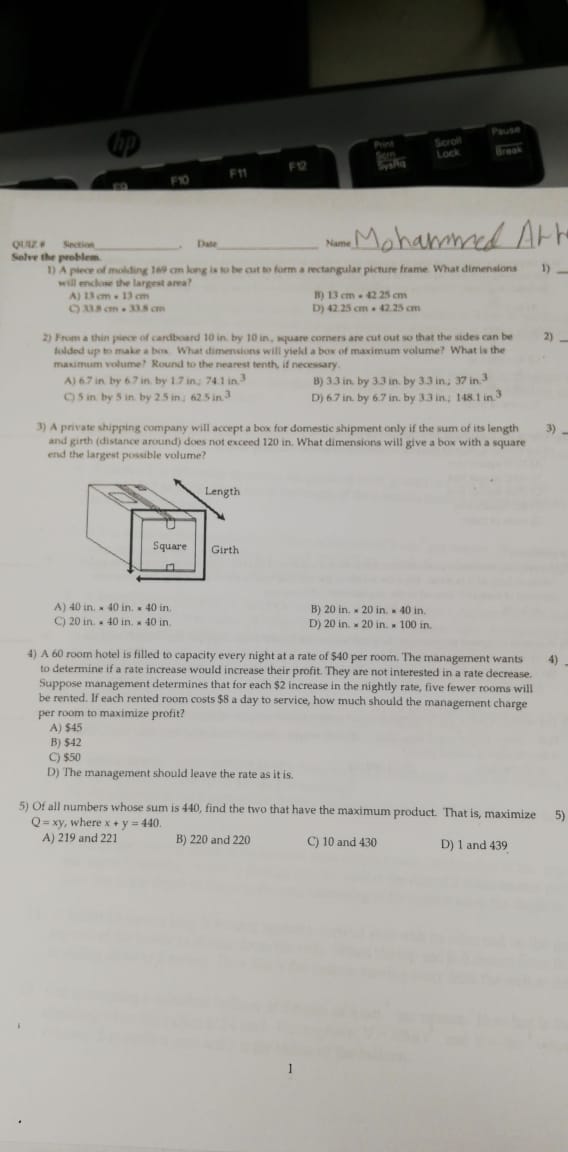 hp
Pause
Break
Scroll
Lock
Print
Scrn
SysRq
F12
F11
F10
F9
QUIZ # Section____________. Date______________ Name Mohammed
Solve the problem.
1) A piece of molding 169 cm long is to be cut to form a rectangular picture frame. What dimensions 1)
will enclose the largest area?
A) 13 cm × 13 cm B) 13 cm × 42.25 cm
C) 33.8 cm × 33.8 cm D) 42.25 cm × 42.25 cm
2) From a thin piece of cardboard 10 in. by 10 in., square corners are cut out so that the sides can be 2)
folded up to make a box. What dimensions will yield a box of maximum volume? What is the
maximum volume? Round to the nearest tenth, if necessary.
A) 6.7 in. by 6.7 in. by 1.7 in.; 74.1 in.³ B) 3.3 in. by 3.3 in. by 3.3 in.; 37 in.³
C) 5 in. by 5 in. by 2.5 in.; 62.5 in.³ D) 6.7 in. by 6.7 in. by 3.3 in.; 148.1 in.³
3) A private shipping company will accept a box for domestic shipment only if the sum of its length 3)
and girth (distance around) does not exceed 120 in. What dimensions will give a box with a square
end the largest possible volume?
Length
Square
Girth
A) 40 in. × 40 in. × 40 in. B) 20 in. × 20 in. × 40 in.
C) 20 in. × 40 in. × 40 in. D) 20 in. × 20 in. × 100 in.
4) A 60 room hotel is filled to capacity every night at a rate of $40 per room. The management wants 4)
to determine if a rate increase would increase their profit. They are not interested in a rate decrease.
Suppose management determines that for each $2 increase in the nightly rate, five fewer rooms will
be rented. If each rented room costs $8 a day to service, how much should the management charge
per room to maximize profit?
A) $45
B) $42
C) $50
D) The management should leave the rate as it is.
5) Of all numbers whose sum is 440, find the two that have the maximum product. That is, maximize 5)
Q = xy, where x + y = 440.
A) 219 and 221 B) 220 and 220 C) 10 and 430 D) 1 and 439
1